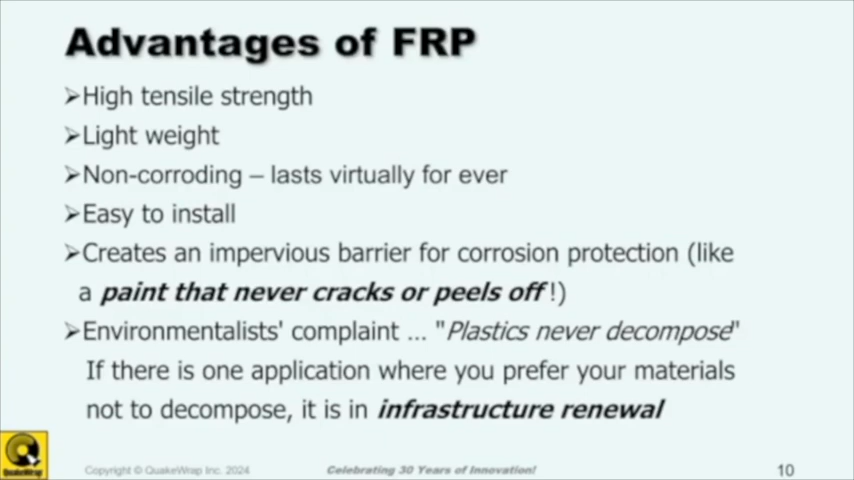 Advantages of FRP
➢High tensile strength
➢Light weight
➢Non-corroding – lasts virtually for ever
➢Easy to install
➢Creates an impervious barrier for corrosion protection (like
a paint that never cracks or peels off!)
➢Environmentalists' complaint ... "Plastics never decompose"
If there is one application where you prefer your materials
not to decompose, it is in infrastructure renewal
QuakeWrap
Copyright © QuakeWrap Inc. 2024
Celebrating 30 Years of Innovation!
10